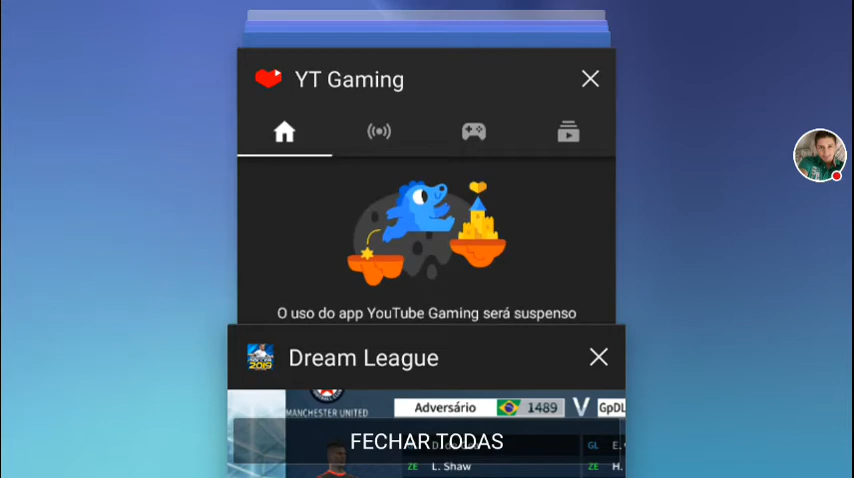 YT Gaming
O uso do app YouTube Gaming será suspenso
SOCCER
2019
Dream League
MANCHESTER UNITED
Adversário
1489
V
GpDL
FECHAR TODAS
GL
ZE L. Shaw
ZE H.